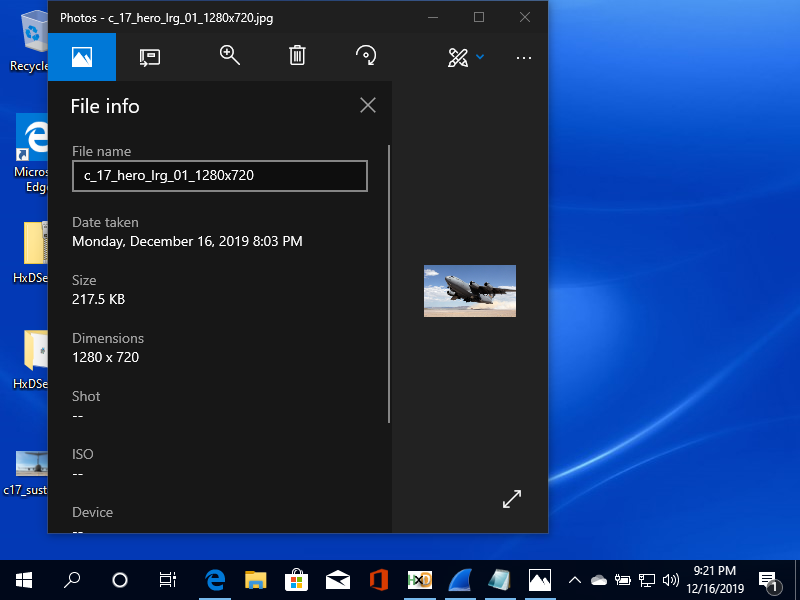 Photos - c_17_hero_lrg_01_1280x720.jpg
File info
File name
c_17_hero_lrg_01_1280x720
Date taken
Monday, December 16, 2019 8:03 PM
Size
217.5 KB
Dimensions
1280 x 720
Shot
--
ISO
--
Device
--
Recycle
Micros
Edg
HxDSe
HxDSe
c17_sust
HXD
9:21 PM
12/16/2019
1